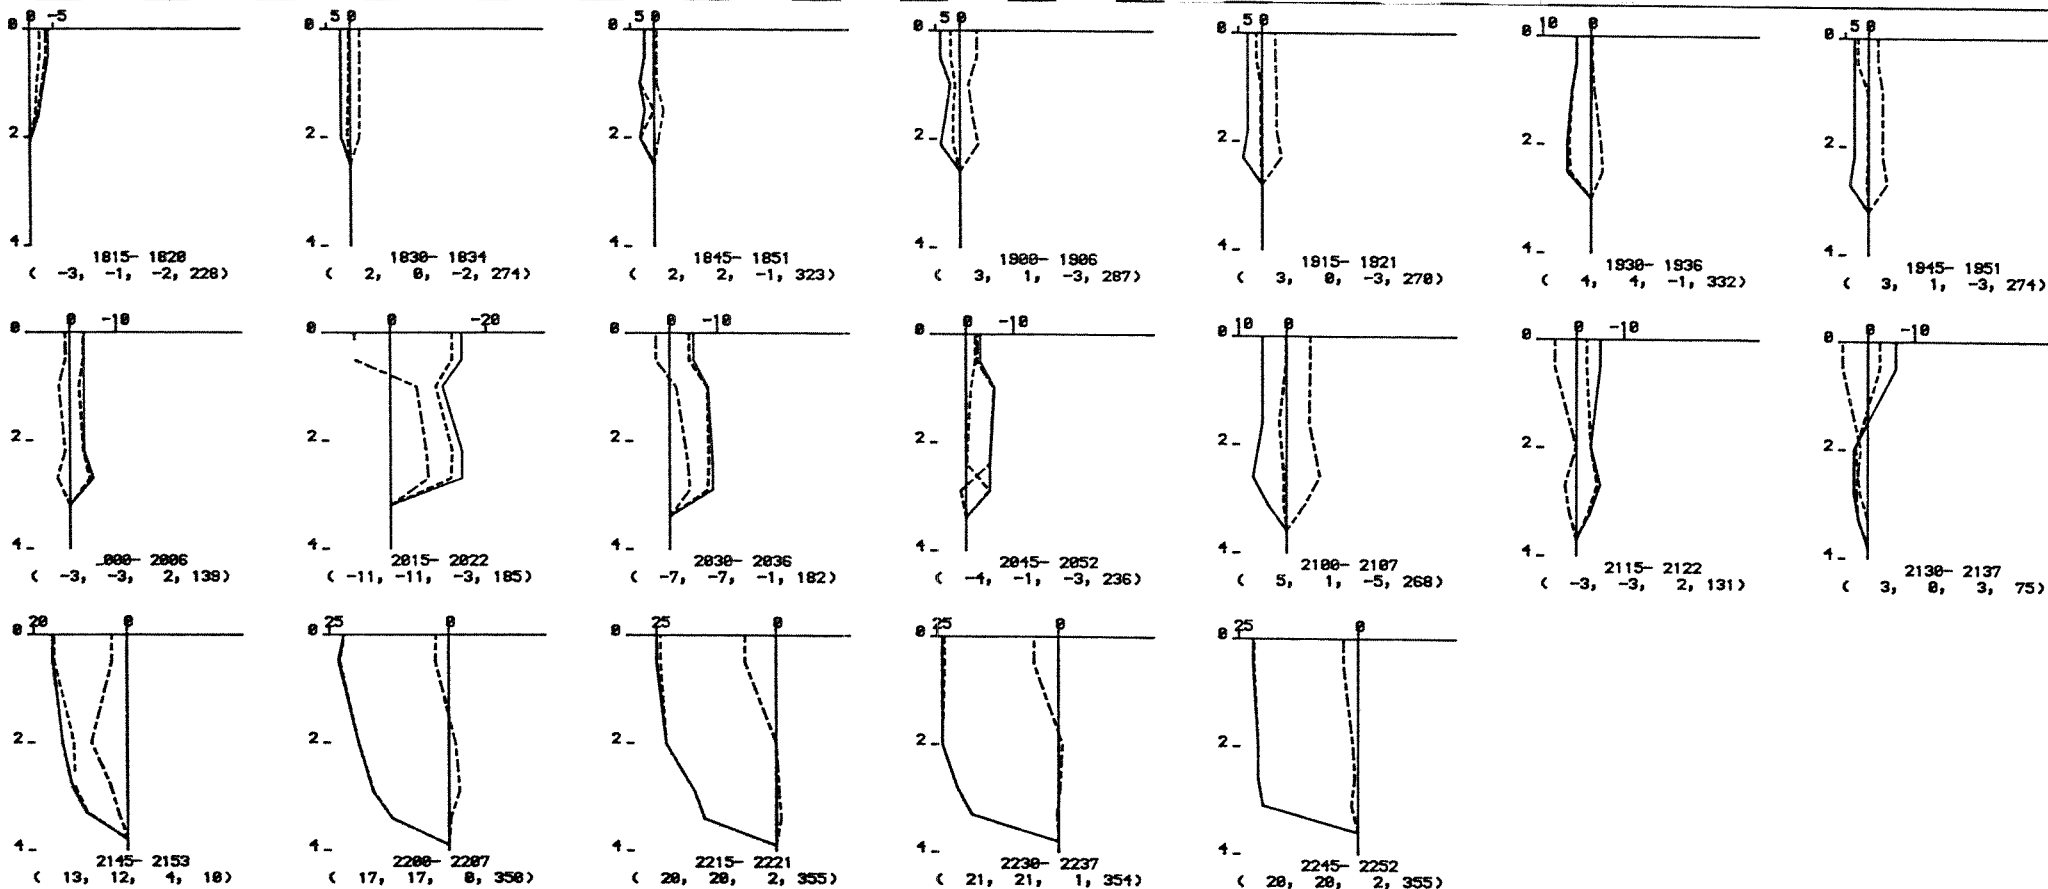 0 0 -5
5 0
0
5 0
0
5 0
0
5 0
0
10 0
0
5 0
0
2
2
2
2
2
2
2
4
4
4
4
4
4
4
1815- 1820
( -3, -1, -2, 220)
1830- 1834
( 2, 0, -2, 274)
1845- 1851
( 2, 2, -1, 323)
1900- 1906
( 3, 1, -3, 287)
1915- 1921
( 3, 0, -3, 270)
1930- 1936
( 4, 4, -1, 332)
1945- 1951
( 3, 1, -3, 274)
0 0 -10
0 0 -20
0 0 -10
0 0 -10
0 10 0
0 0 -10
0 0 -10
2
2
2
2
2
2
2
4
4
4
4
4
4
4
000- 2006
( -3, -3, 2, 139)
2015- 2022
( -11, -11, -3, 185)
2030- 2036
( -7, -7, -1, 182)
2045- 2052
( -4, -1, -3, 236)
2100- 2107
( 5, 1, -5, 268)
2115- 2122
( -3, -3, 2, 131)
2130- 2137
( 3, 0, 3, 75)
0 20 0
0 25 0
0 25 0
0 25 0
0 25 0
2
2
2
2
2
4
4
4
4
4
2145- 2153
( 13, 12, 4, 10)
2200- 2207
( 17, 17, 0, 350)
2215- 2221
( 20, 20, 2, 355)
2230- 2237
( 21, 21, 1, 354)
2245- 2252
( 20, 20, 2, 355)